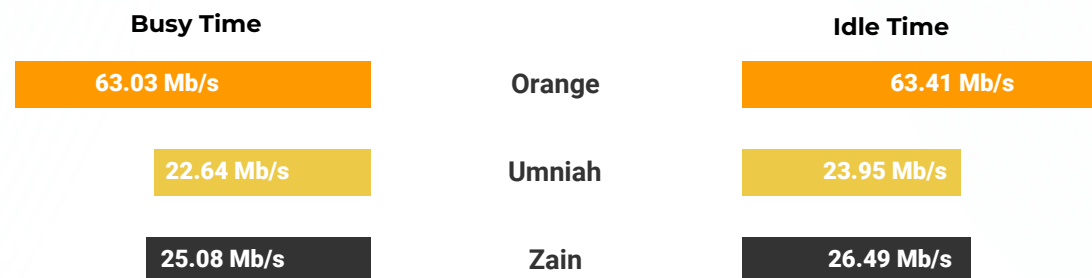 Busy Time
Idle Time
63.03 Mb/s
Orange
63.41 Mb/s
22.64 Mb/s
Umniah
23.95 Mb/s
25.08 Mb/s
Zain
26.49 Mb/s